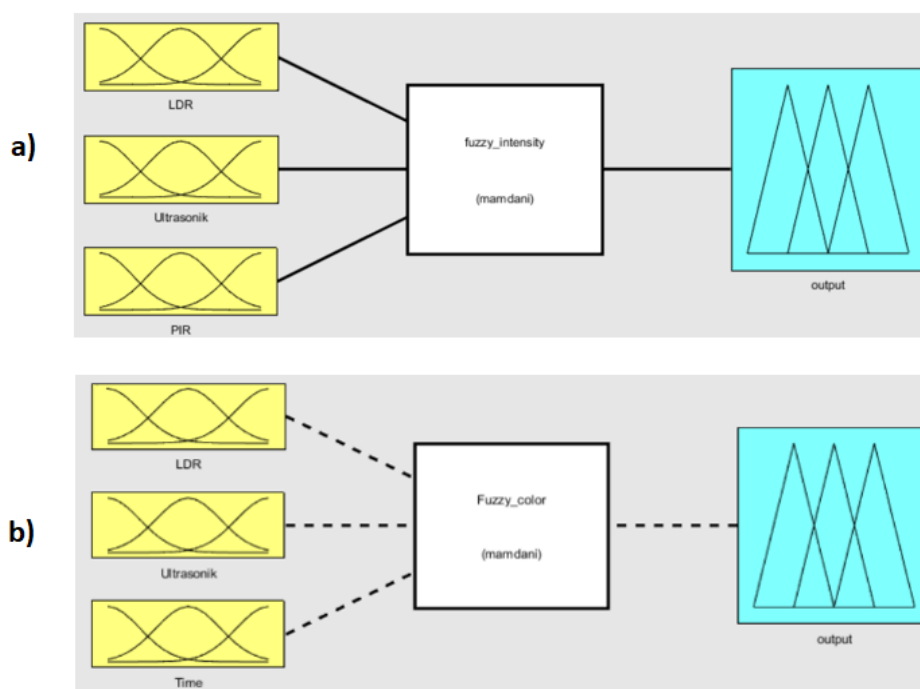 a)
LDR
Ultrasonik
PIR
fuzzy_intensity
(mamdani)
output
b)
LDR
Ultrasonik
Time
Fuzzy_color
(mamdani)
output